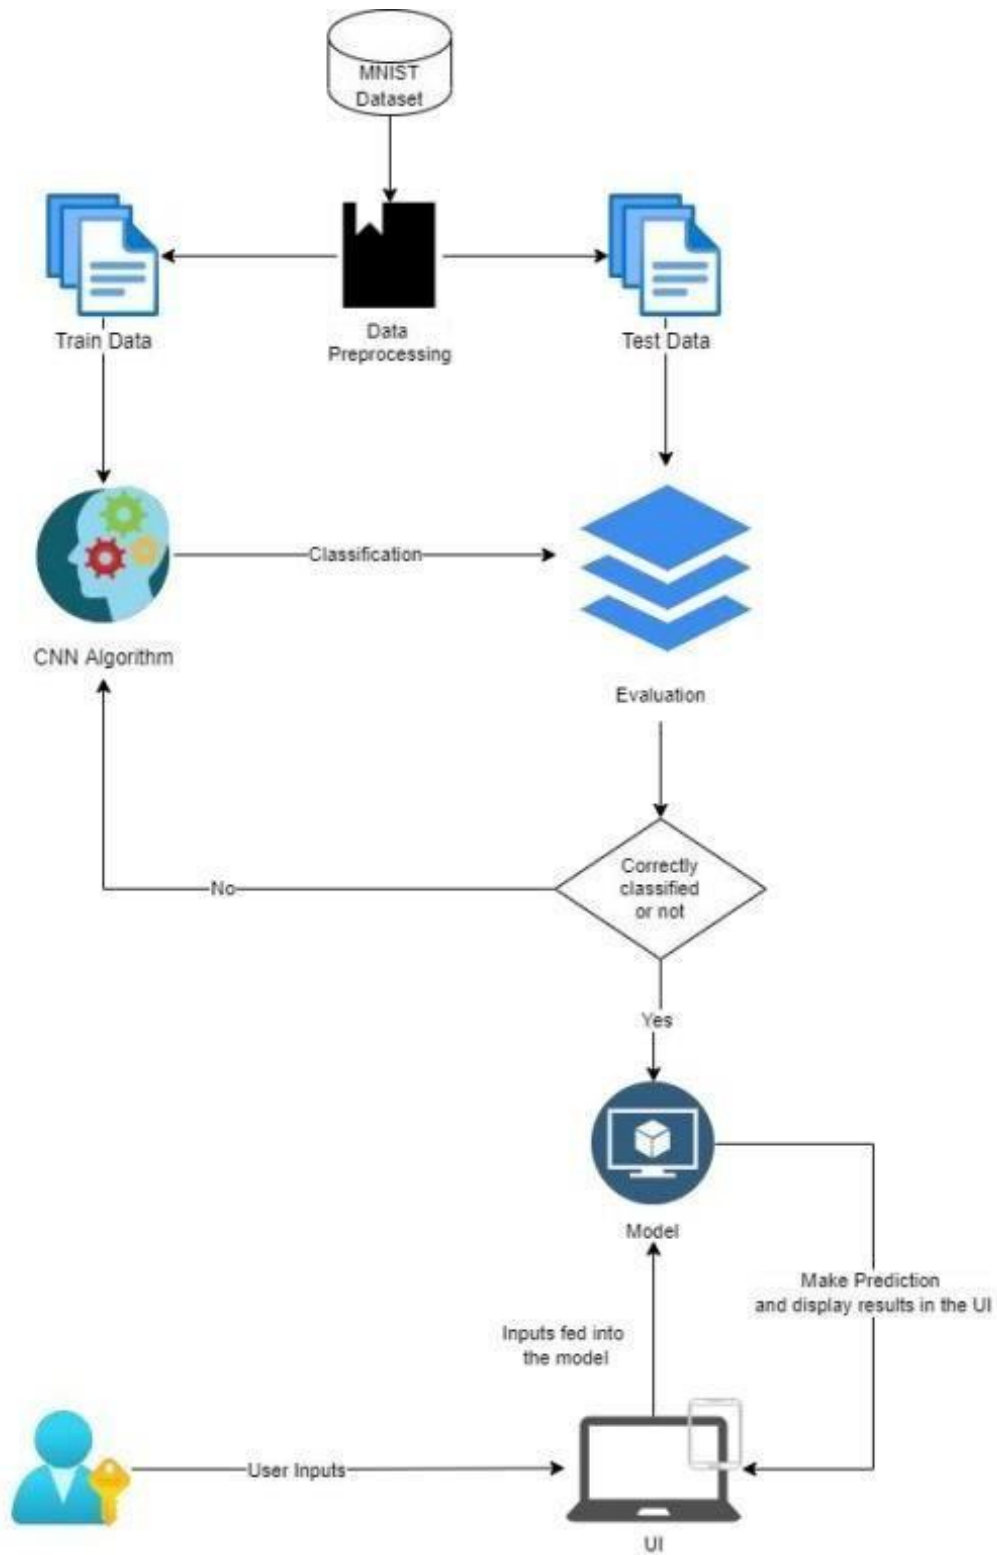 MNIST
Dataset
Train Data
Data
Preprocessing
Test Data
Classification
CNN Algorithm
Evaluation
Correctly
classified
or not
No
Yes
Model
Make Prediction
and display results in the UI
Inputs fed into
the model
User Inputs
UI